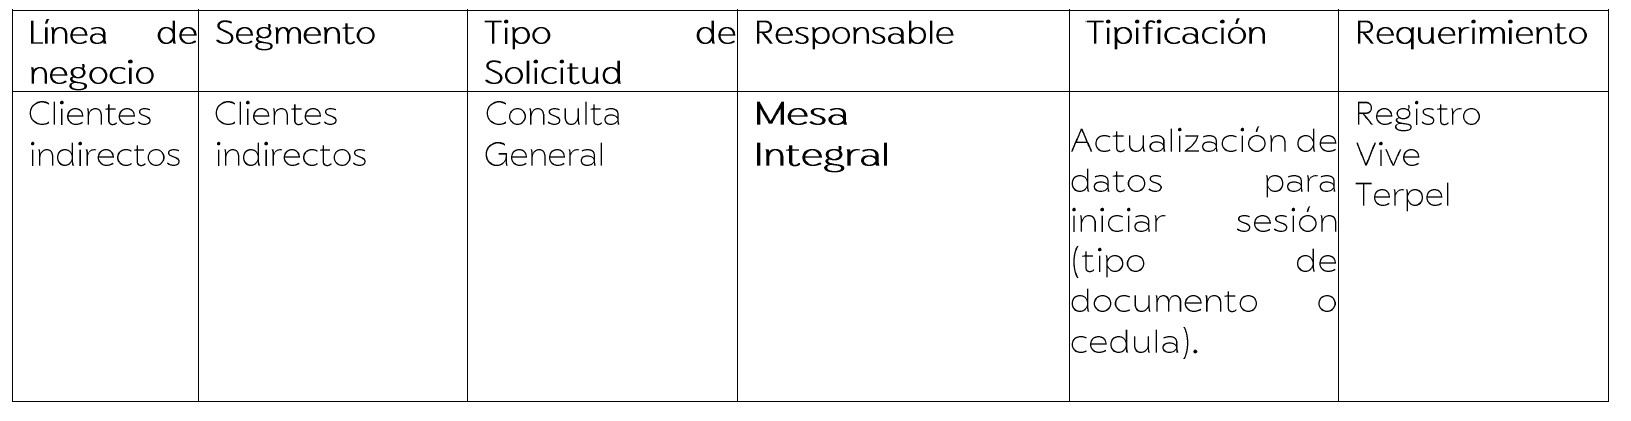 Línea de negocio
Segmento
Tipo de Solicitud
Responsable
Tipificación
Requerimiento
Clientes
indirectos
Clientes
indirectos
Consulta
General
Mesa
Integral
Actualización de
datos para
iniciar sesión
(tipo de
documento o
cedula).
Registro
Vive
Terpel